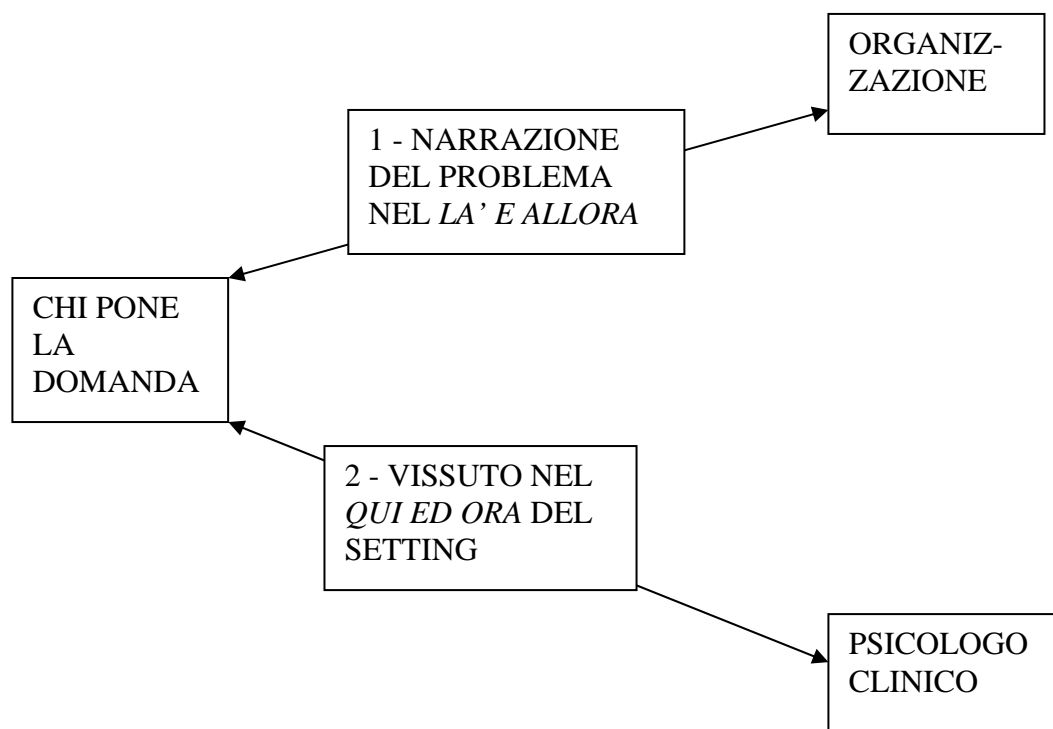 ORGANIZ-
ZAZIONE
1 - NARRAZIONE
DEL PROBLEMA
NEL LA' E ALLORA
CHI PONE
LA
DOMANDA
2 - VISSUTO NEL
QUI ED ORA DEL
SETTING
PSICOLOGO
CLINICO